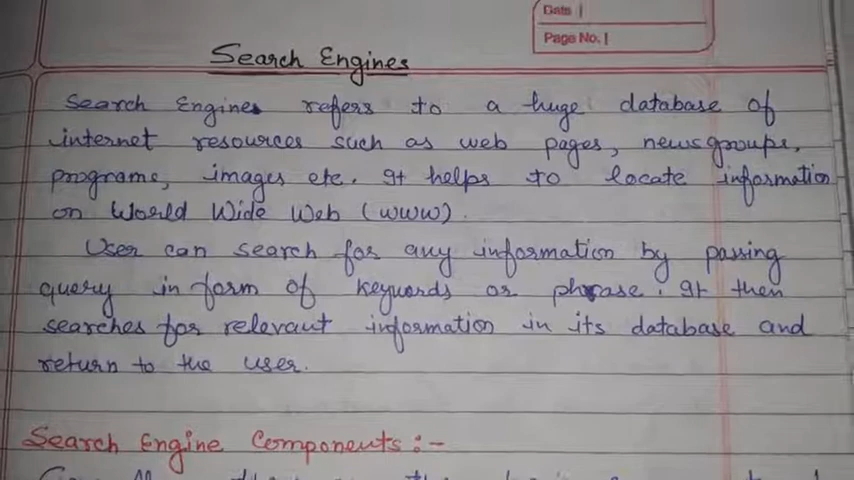 Date
Page No.
Search Engines
Search Engine refers to a huge database of
internet resources such as web pages, newsgroups,
programs, images etc. It helps to locate information
on World Wide Web (WWW).
User can search for any information by passing
query in form of keywords or phrase. It then
searches for relevant information in its database and
return to the user.
Search Engine Components :-